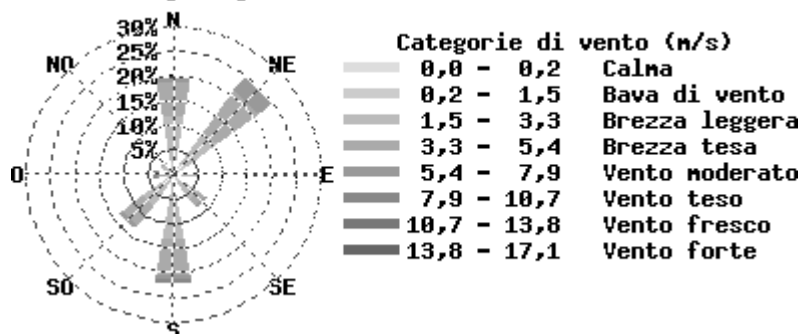 N
30%
25%
20%
15%
10%
5%
NO
NE
O
E
SO
SE
S
Categorie di vento (m/s)
0,0 - 0,2 Calma
0,2 - 1,5 Bava di vento
1,5 - 3,3 Brezza leggera
3,3 - 5,4 Brezza tesa
5,4 - 7,9 Vento moderato
7,9 - 10,7 Vento teso
10,7 - 13,8 Vento fresco
13,8 - 17,1 Vento forte